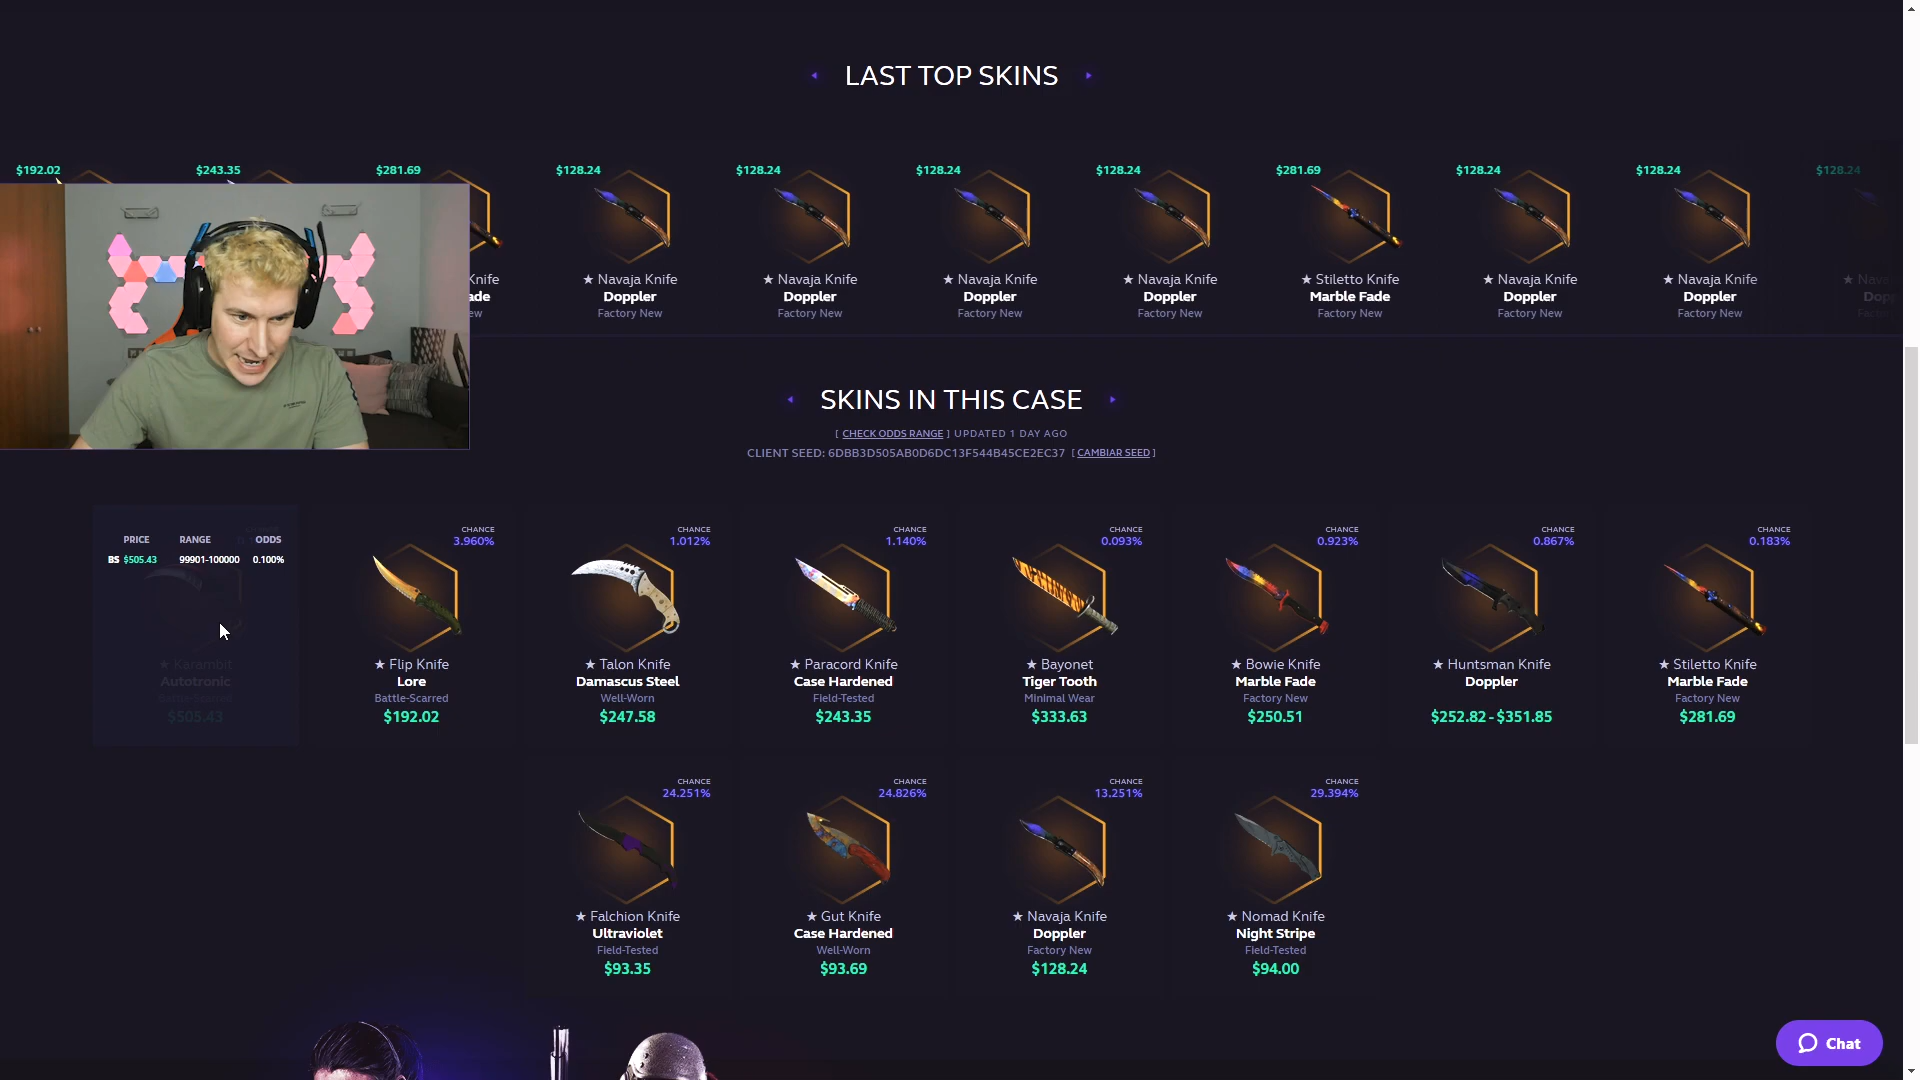 LAST TOP SKINS
$192.02
$243.35
$281.69
$128.24
$128.24
$128.24
$128.24
$281.69
$128.24
$128.24
$128.24
Knife
ade
ew
★ Navaja Knife
Doppler
Factory New
★ Navaja Knife
Doppler
Factory New
★ Navaja Knife
Doppler
Factory New
★ Navaja Knife
Doppler
Factory New
★ Stiletto Knife
Marble Fade
Factory New
★ Navaja Knife
Doppler
Factory New
★ Navaja Knife
Doppler
Factory New
SKINS IN THIS CASE
[ CHECK ODDS RANGE ] UPDATED 1 DAY AGO
CLIENT SEED: 6DBB3D505AB0D6DC13F544B45CE2EC37 [ CAMBIAR SEED ]
PRICE RANGE ODDS
BS $505.43 99901-100000 0.100%
★ Karambit
Autotronic
Battle-Scarred
$505.43
CHANCE
3.960%
★ Flip Knife
Lore
Battle-Scarred
$192.02
CHANCE
1.012%
★ Talon Knife
Damascus Steel
Well-Worn
$247.58
CHANCE
1.140%
★ Paracord Knife
Case Hardened
Field-Tested
$243.35
CHANCE
0.093%
★ Bayonet
Tiger Tooth
Minimal Wear
$333.63
CHANCE
0.923%
★ Bowie Knife
Marble Fade
Factory New
$250.51
CHANCE
0.867%
★ Huntsman Knife
Doppler
$252.82 - $351.85
CHANCE
0.183%
★ Stiletto Knife
Marble Fade
Factory New
$281.69
CHANCE
24.251%
★ Falchion Knife
Ultraviolet
Field-Tested
$93.35
CHANCE
24.826%
★ Gut Knife
Case Hardened
Well-Worn
$93.69
CHANCE
13.251%
★ Navaja Knife
Doppler
Factory New
$128.24
CHANCE
29.394%
★ Nomad Knife
Night Stripe
Field-Tested
$94.00
Chat